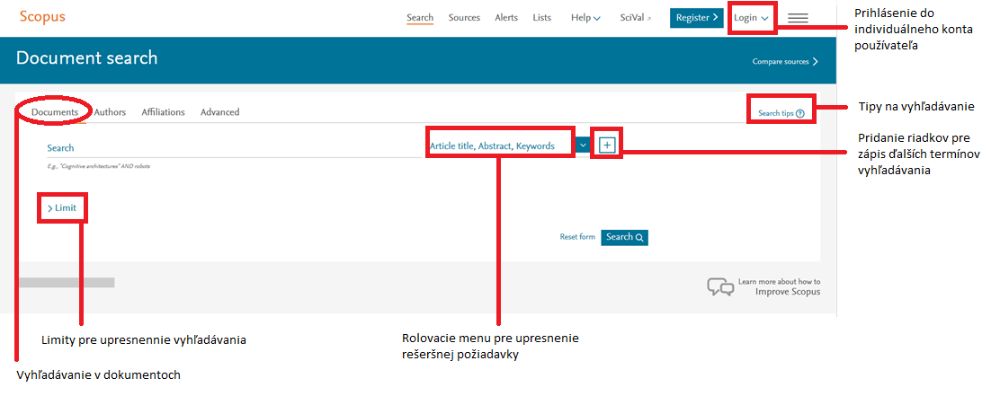 Scopus
Search Sources Alerts Lists Help SciVal Register Login
Prihlásenie do
individuálneho konta
používateľa
Document search
Compare sources
Documents Authors Affiliations Advanced
Search tips
Tipy na vyhľadávanie
Search
Article title, Abstract, Keywords
E.g., "Cognitive architectures" AND robots
Pridanie riadkov pre
zápis ďalších termínov
vyhľadávania
Limit
Reset form Search
Learn more about how to
Improve Scopus
Limity pre upresnennie vyhľadávania
Rolovacie menu pre upresnenie
rešeršnej požiadavky
Vyhľadávanie v dokumentoch